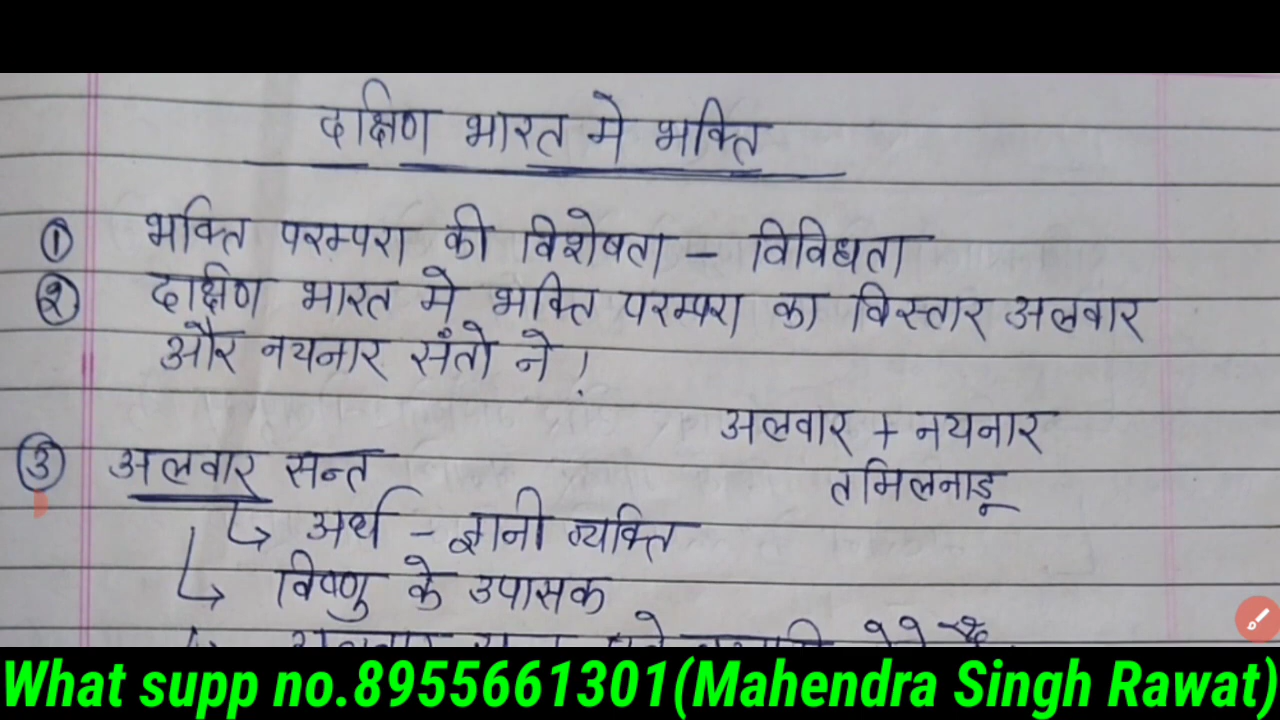 दक्षिण भारत मे भक्ति
① भक्ति परम्परा की विशेषता – विविधता
② दक्षिण भारत मे भक्ति परम्परा का विस्तार अलवार
और नयनार संतो ने ।
अलवार + नयनार
तमिलनाडू
③ अलवार सन्त
↳ अर्थ – ज्ञानी व्यक्ति
↳ विष्णु के उपासक
What supp no.8955661301(Mahendra Singh Rawat)